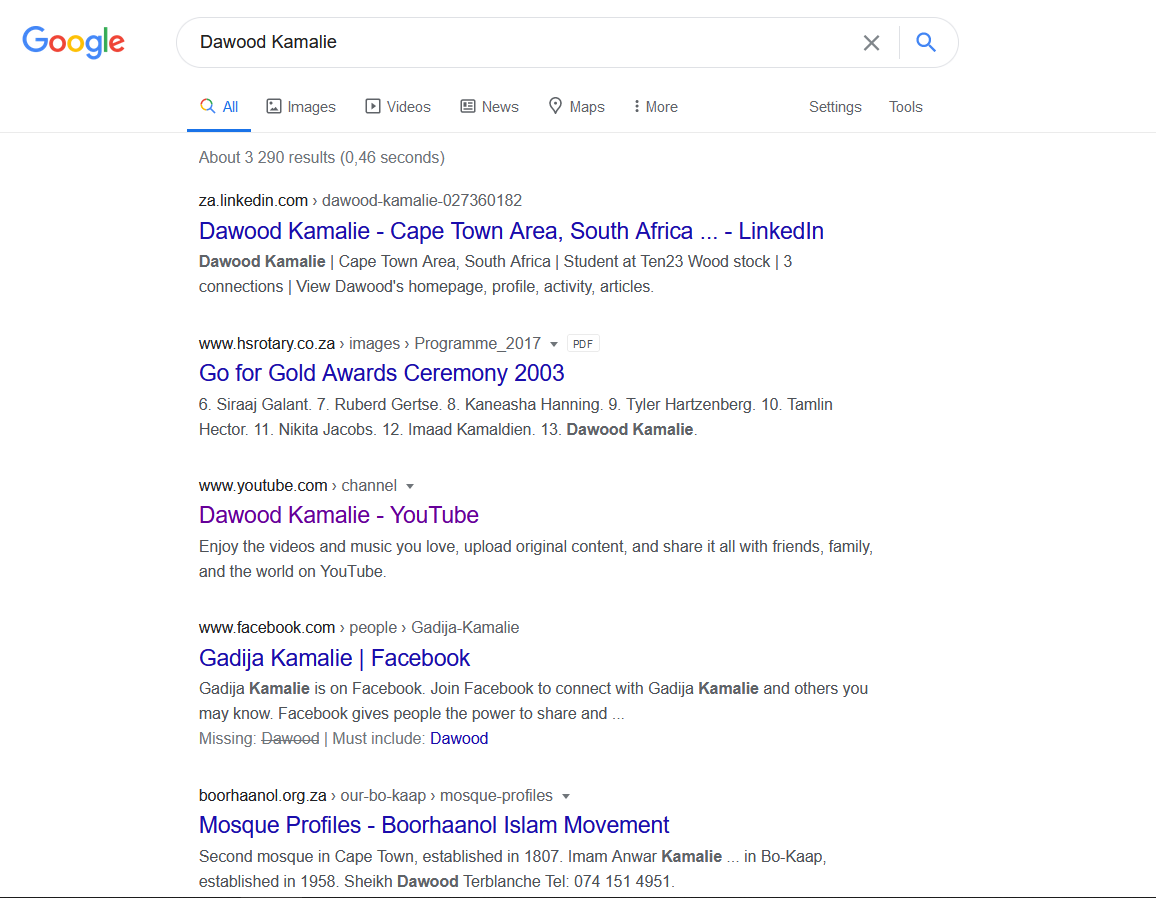 Google
Dawood Kamalie
All Images Videos News Maps More Settings Tools
About 3 290 results (0,46 seconds)
za.linkedin.com › dawood-kamalie-027360182
Dawood Kamalie - Cape Town Area, South Africa ... - LinkedIn
Dawood Kamalie | Cape Town Area, South Africa | Student at Ten23 Wood stock | 3
connections | View Dawood's homepage, profile, activity, articles.
www.hsrotary.co.za › images › Programme_2017 PDF
Go for Gold Awards Ceremony 2003
6. Siraaj Galant. 7. Ruberd Gertse. 8. Kaneasha Hanning. 9. Tyler Hartzenberg. 10. Tamlin
Hector. 11. Nikita Jacobs. 12. Imaad Kamaldien. 13. Dawood Kamalie.
www.youtube.com › channel
Dawood Kamalie - YouTube
Enjoy the videos and music you love, upload original content, and share it all with friends, family,
and the world on YouTube.
www.facebook.com › people › Gadija-Kamalie
Gadija Kamalie | Facebook
Gadija Kamalie is on Facebook. Join Facebook to connect with Gadija Kamalie and others you
may know. Facebook gives people the power to share and ...
Missing: Dawood | Must include: Dawood
boorhaanol.org.za › our-bo-kaap › mosque-profiles
Mosque Profiles - Boorhaanol Islam Movement
Second mosque in Cape Town, established in 1807. Imam Anwar Kamalie ... in Bo-Kaap,
established in 1958. Sheikh Dawood Terblanche Tel: 074 151 4951.